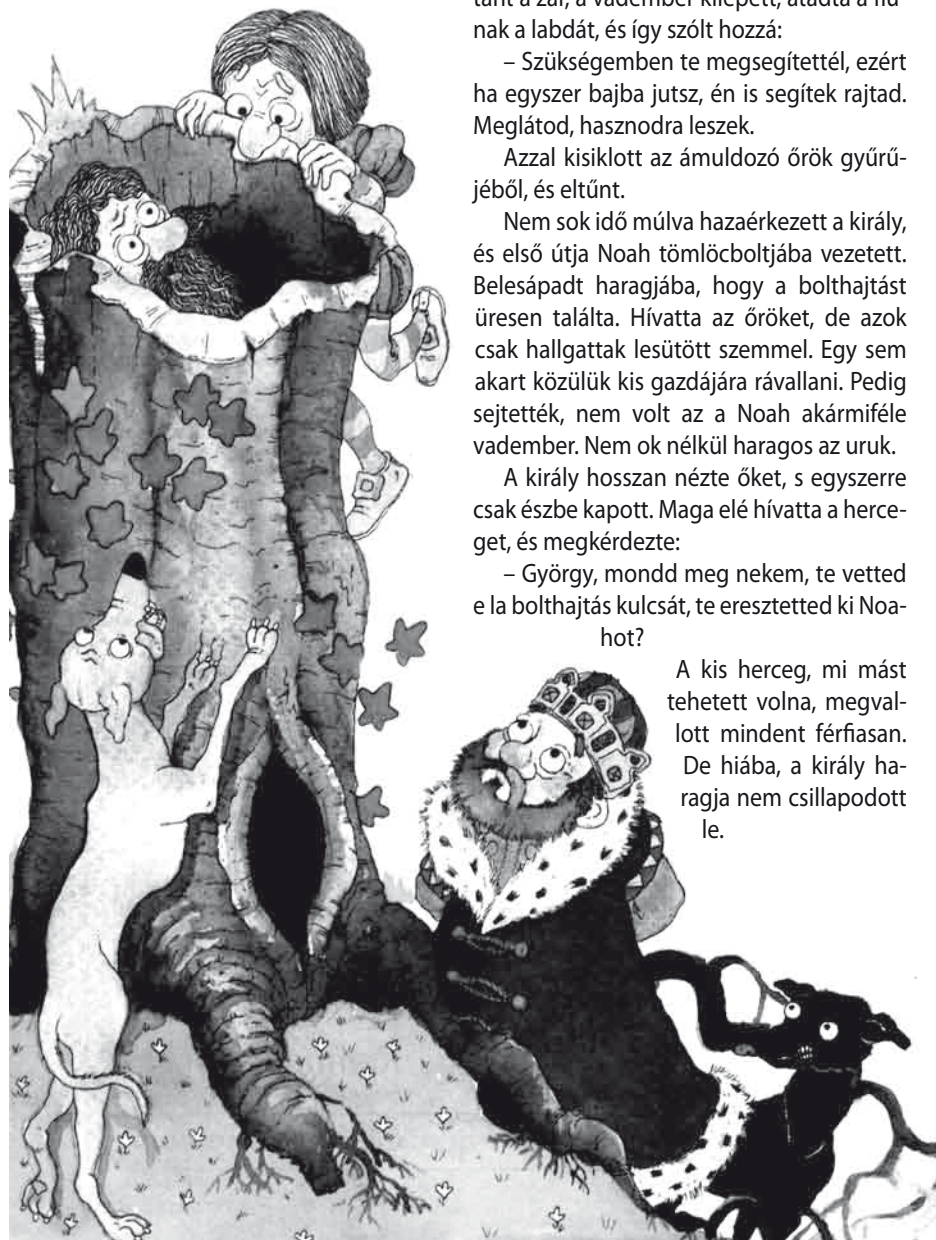 nak a labdát, és így szólt hozzá:
– Szükségemben te megsegítettél, ezért
ha egyszer bajba jutsz, én is segítek rajtad.
Meglátod, hasznodra leszek.
Azzal kisiklott az ámuldozó őrök gyűrű-
jéből, és eltűnt.
Nem sok idő múlva hazaérkezett a király,
és első útja Noah tömlöcboltjába vezetett.
Belesápadt haragjába, hogy a bolthajtást
üresen találta. Hívatta az őröket, de azok
csak hallgattak lesütött szemmel. Egy sem
akart közülük kis gazdájára rávallani. Pedig
sejtették, nem volt az a Noah akármiféle
vadember. Nem ok nélkül haragos az uruk.
A király hosszan nézte őket, s egyszerre
csak észbe kapott. Maga elé hívatta a herce-
get, és megkérdezte:
– György, mondd meg nekem, te vetted
e la bolthajtás kulcsát, te eresztetted ki Noa-
hot?
A kis herceg, mi mást
tehetett volna, megval-
lott mindent férfiasan.
De hiába, a király ha-
ragja nem csillapodott
le.